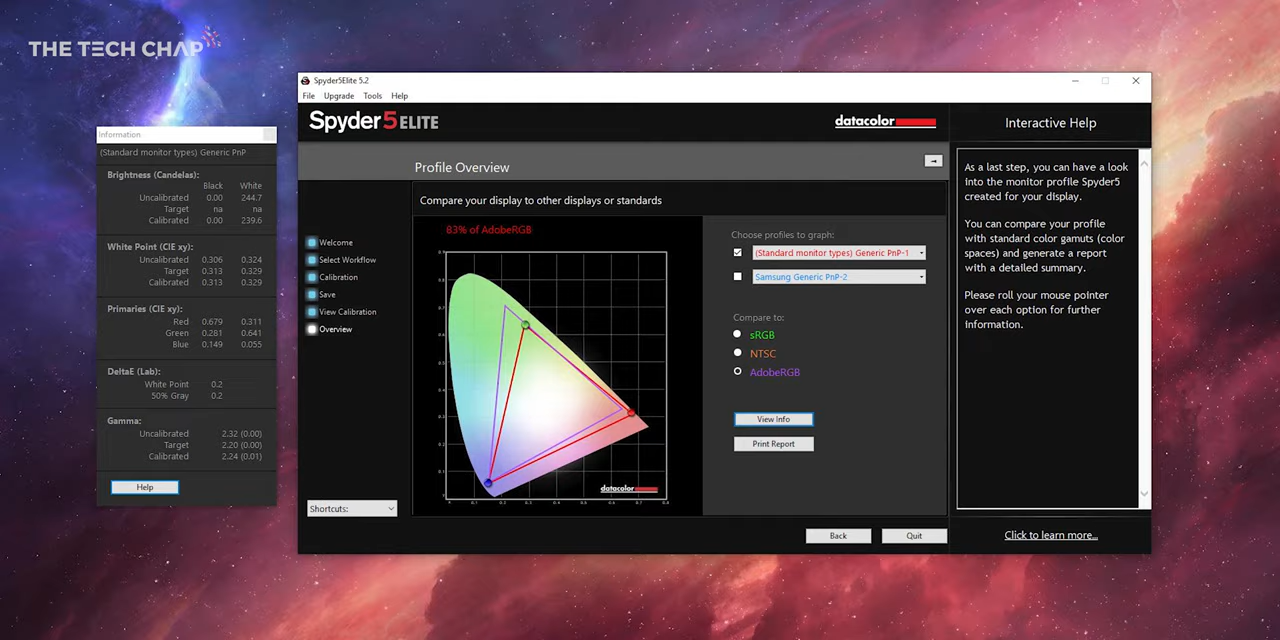 THE TECH CHAP
Information
(Standard monitor types) Generic PnP
Brightness (Candelas):
Black White
Uncalibrated 0.00 244.7
Target na na
Calibrated 0.00 239.6
White Point (CIE xy):
Uncalibrated 0.306 0.324
Target 0.313 0.329
Calibrated 0.313 0.329
Primaries (CIE xy):
Red 0.679 0.311
Green 0.281 0.641
Blue 0.149 0.055
DeltaE (Lab):
White Point 0.2
50% Gray 0.2
Gamma:
Uncalibrated 2.32 (0.00)
Target 2.20 (0.00)
Calibrated 2.24 (0.01)
Help
Spyder5Elite 5.2
File Upgrade Tools Help
Spyder5ELITE
datacolor
Profile Overview
Welcome
Select Workflow
Calibration
Save
View Calibration
Overview
Shortcuts:
Compare your display to other displays or standards
83% of AdobeRGB
datacolor
Choose profiles to graph:
(Standard monitor types) Generic PnP-1
Samsung Generic PnP-2
Compare to:
sRGB
NTSC
AdobeRGB
View Info
Print Report
Back Quit
Interactive Help
As a last step, you can have a look
into the monitor profile Spyder5
created for your display.
You can compare your profile
with standard color gamuts (color
spaces) and generate a report
with a detailed summary.
Please roll your mouse pointer
over each option for further
information.
Click to learn more...